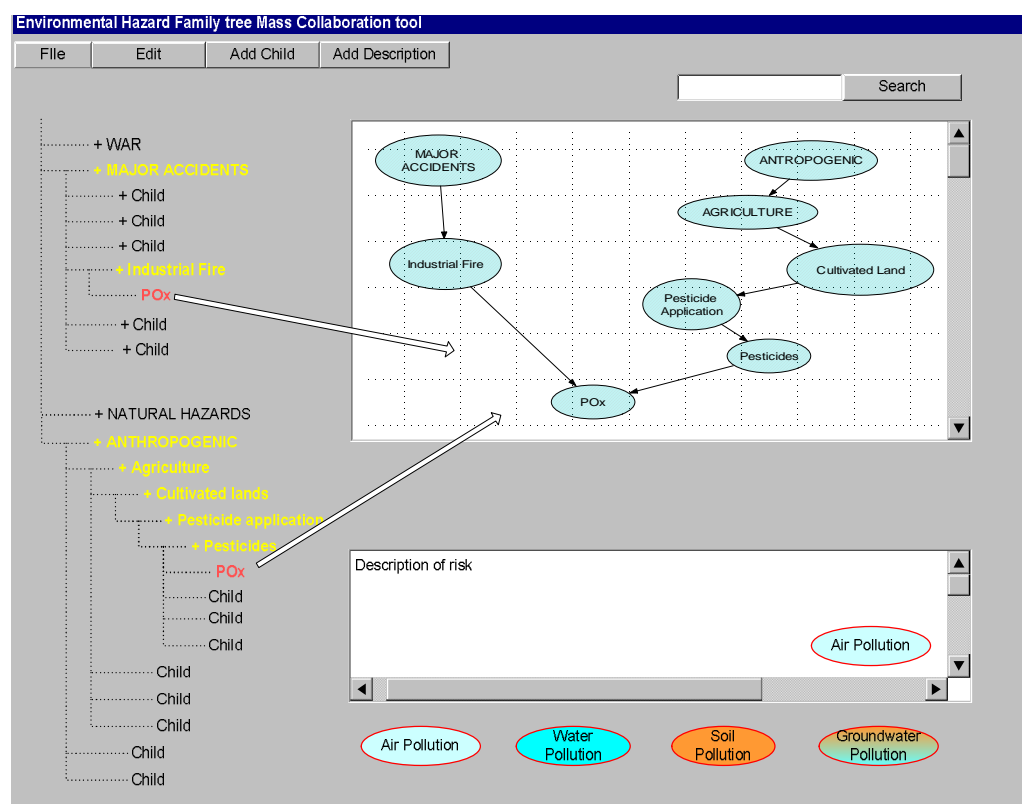 Environmental Hazard Family tree Mass Collaboration tool
FIle Edit Add Child Add Description
Search
+ WAR
+ MAJOR ACCIDENTS
+ Child
+ Child
+ Child
+ Industrial Fire
POx
+ Child
+ Child
+ NATURAL HAZARDS
+ ANTHROPOGENIC
+ Agriculture
+ Cultivated lands
+ Pesticide application
+ Pesticides
POx
Child
Child
Child
Child
Child
Child
Child
Child
MAJOR
ACCIDENTS
ANTROPOGENIC
AGRICULTURE
Industrial Fire
Cultivated Land
Pesticide
Application
Pesticides
POx
Description of risk
Air Pollution
Air Pollution
Water
Pollution
Soil
Pollution
Groundwater
Pollution